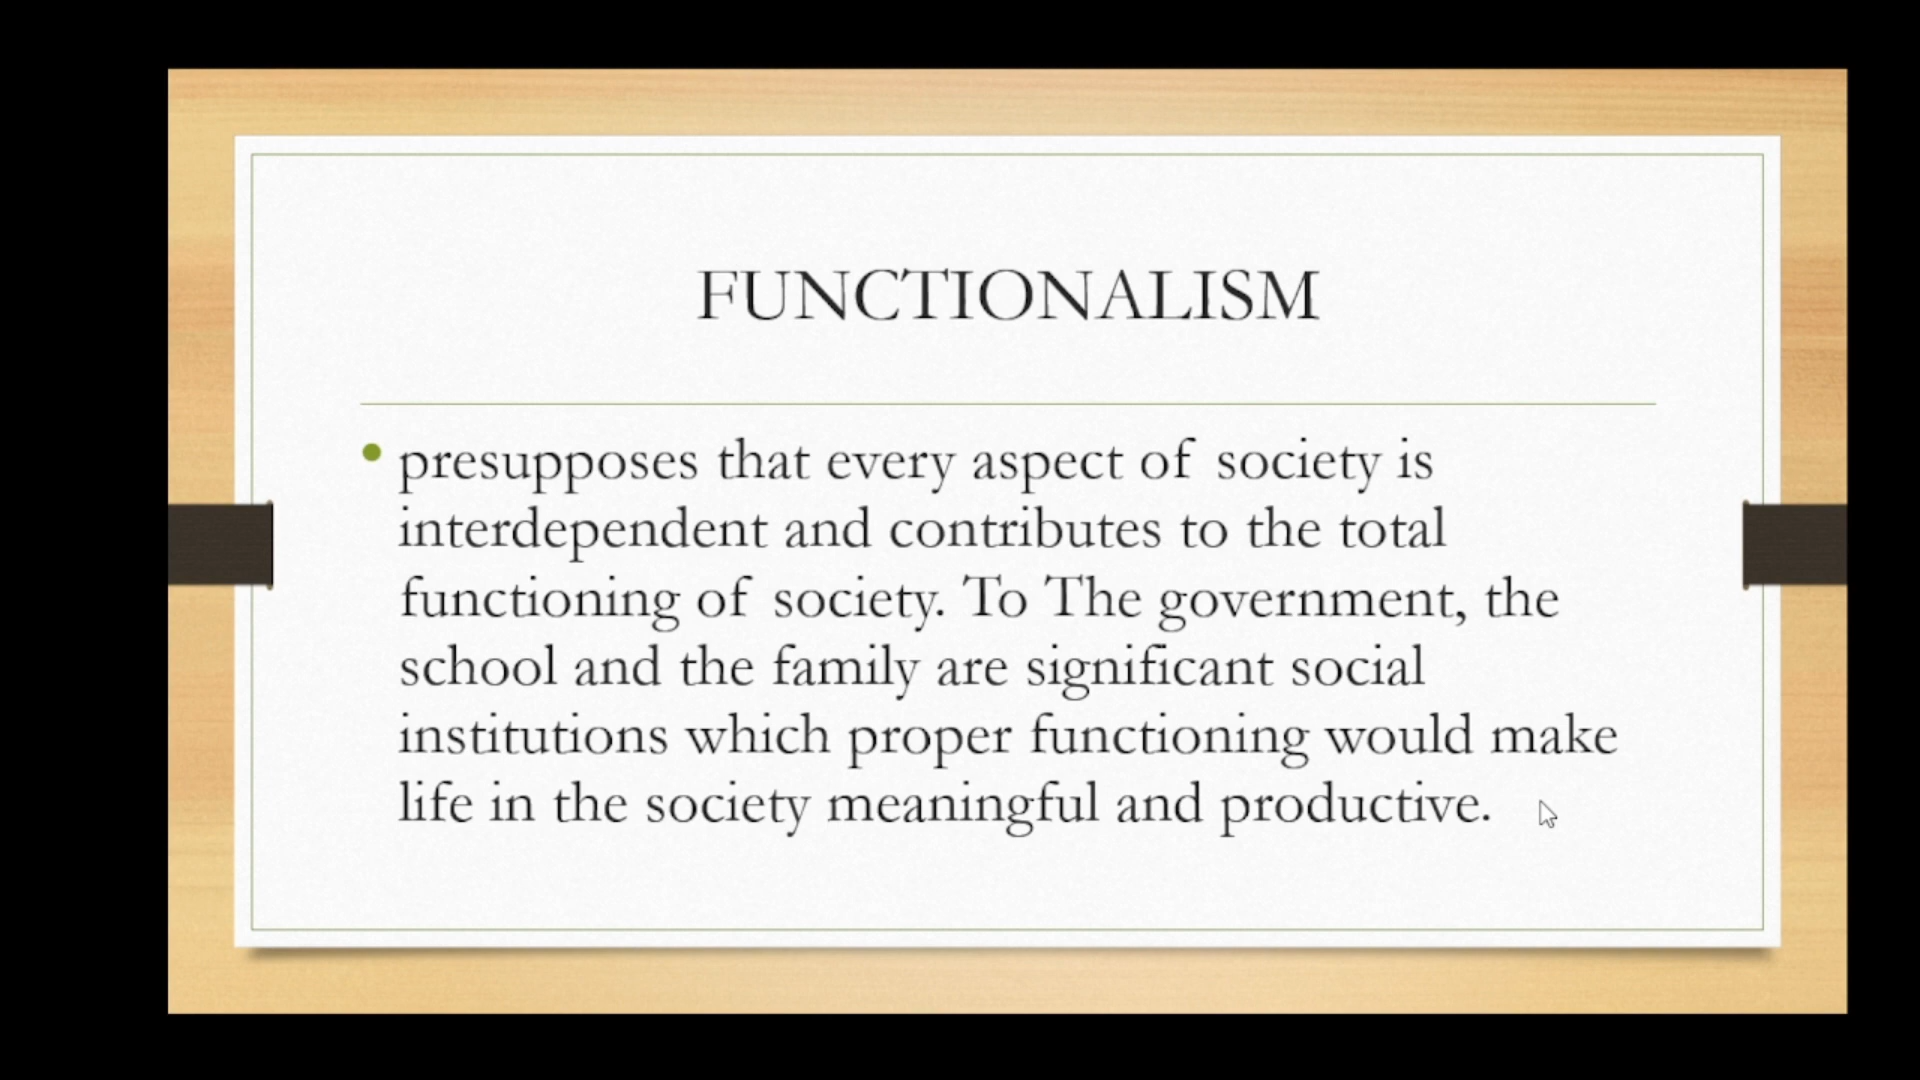 FUNCTIONALISM
• presupposes that every aspect of society is
interdependent and contributes to the total
functioning of society. To The government, the
school and the family are significant social
institutions which proper functioning would make
life in the society meaningful and productive.